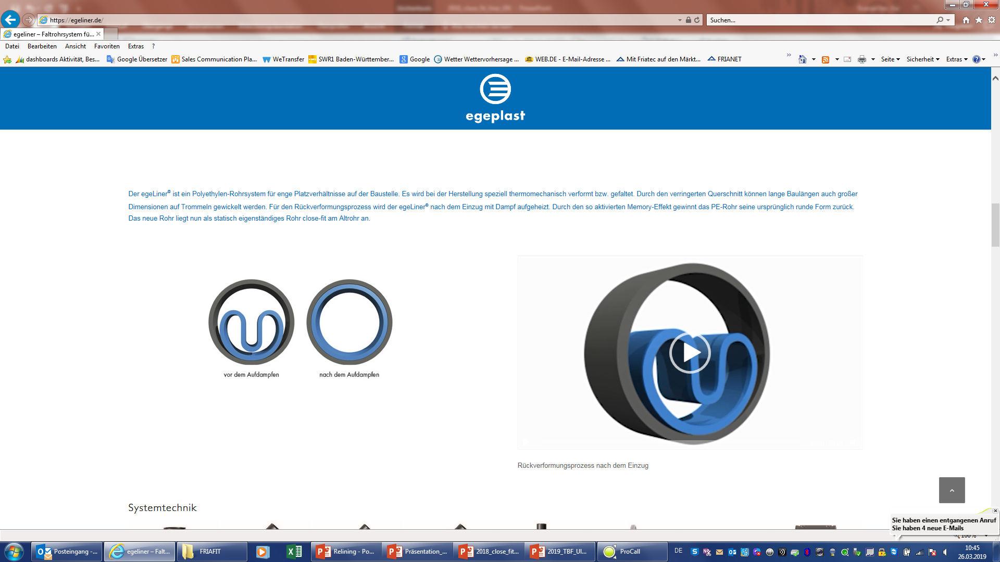 https://egeliner.de/
Suchen...
egeliner – Faltrohrsystem fü...
Datei Bearbeiten Ansicht Favoriten Extras ?
dashboards Aktivität, Bes... Google Übersetzer Sales Communication Pla... WeTransfer SWR1 Baden-Württember... Google Wetter Wettervorhersage ... WEB.DE - E-Mail-Adresse ... Mit Friatec auf den Märkt... FRIANET
Seite Sicherheit Extras
egeplast
Der egeLiner® ist ein Polyethylen-Rohrsystem für enge Platzverhältnisse auf der Baustelle. Es wird bei der Herstellung speziell thermomechanisch verformt bzw. gefaltet. Durch den verringerten Querschnitt können lange Baulängen auch großer
Dimensionen auf Trommeln gewickelt werden. Für den Rückverformungsprozess wird der egeLiner® nach dem Einzug mit Dampf aufgeheizt. Durch den so aktivierten Memory-Effekt gewinnt das PE-Rohr seine ursprünglich runde Form zurück.
Das neue Rohr liegt nun als statisch eigenständiges Rohr close-fit am Altrohr an.
vor dem Aufdampfen
nach dem Aufdampfen
Rückverformungsprozess nach dem Einzug
Systemtechnik
Sie haben einen entgangenen Anruf
Sie haben 4 neue E-Mails
100%
Posteingang -... egeliner – Falt... FRIAFIT Relining - Po... Präsentation_... 2018_close_fit... 2019_TBF_Ul... ProCall DE
10:45
26.03.2019